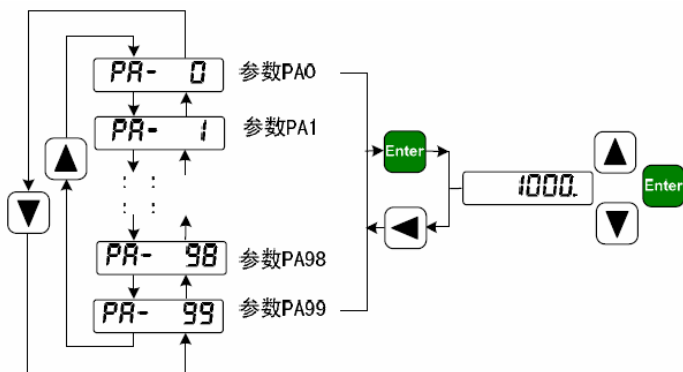 PA- 0 参数PA0
PA- 1 参数PA1
Enter
1000.
Enter
: :
: :
PA- 98 参数PA98
PA- 99 参数PA99